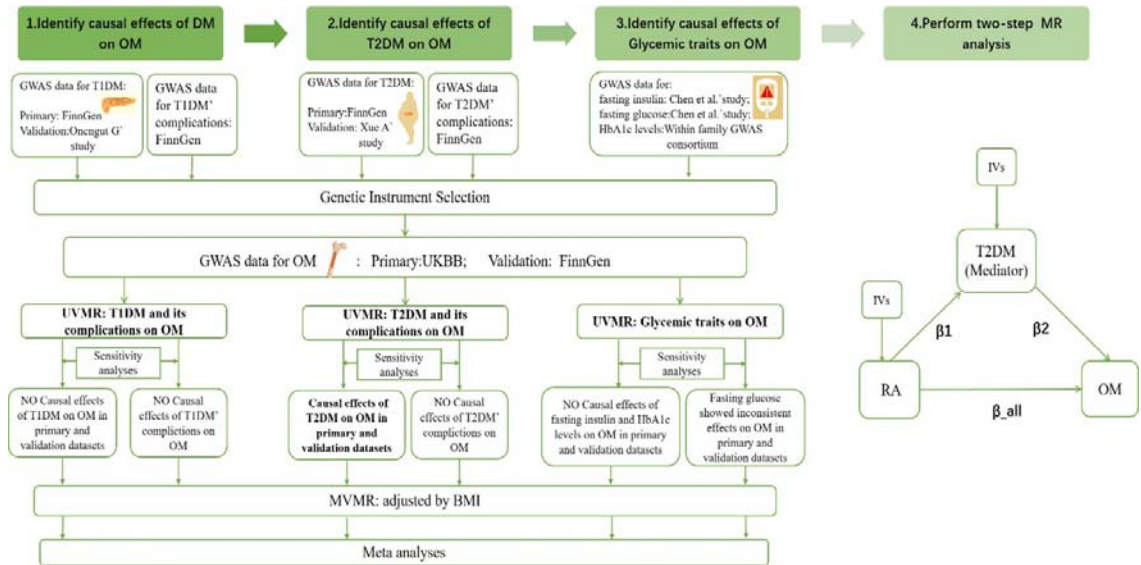 1.Identify causal effects of DM
on OM
2.Identify causal effects of
T2DM on OM
3.Identify causal effects of
Glycemic traits on OM
4.Perform two-step MR
analysis
GWAS data for T1DM:
Primary: FinnGen
Validation:Onengut G`
study
GWAS data
for T1DM’
complications:
FinnGen
GWAS data for T2DM:
Primary:FinnGen
Validation: Xue A`
study
GWAS data
for T2DM’
complications:
FinnGen
GWAS data for:
fasting insulin: Chen et al.`study;
fasting glucose:Chen et al.`study;
HbA1c levels:Within family GWAS
consortium
Genetic Instrument Selection
GWAS data for OM : Primary:UKBB; Validation: FinnGen
UVMR: T1DM and its
complications on OM
UVMR: T2DM and its
complications on OM
UVMR: Glycemic traits on OM
Sensitivity
analyses
Sensitivity
analyses
Sensitivity
analyses
NO Causal effects
of T1DM on OM in
primary and
validation datasets
NO Causal
effects of T1DM’
complictions on
OM
Causal effects of
T2DM on OM in
primary and
validation datasets
NO Causal
effects of T2DM’
complictions on
OM
NO Causal effects of
fasting insulin and HbA1c
levels on OM in primary
and validation datasets
Fasting glucose
showed inconsistent
effects on OM in
primary and
validation datasets
MVMR: adjusted by BMI
Meta analyses
IVs
T2DM
(Mediator)
IVs
β1
β2
RA
OM
β_all